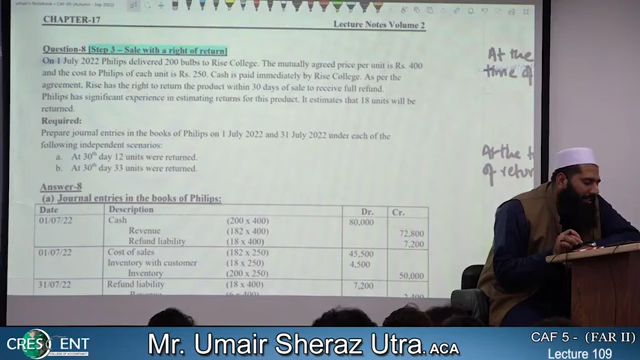 CHAPTER-17
Lecture Notes Volume 2
Question-8 [Step 3 – Sale with a right of return]
On 1 July 2022 Philips delivered 200 bulbs to Rise College. The mutually agreed price per unit is Rs. 400
and the cost to Philips of each unit is Rs. 250. Cash is paid immediately by Rise College. As per the
agreement, Rise has the right to return the product within 30 days of sale to receive full refund.
Philips has significant experience in estimating returns for this product. It estimates that 18 units will be
returned.
Required:
Prepare journal entries in the books of Philips on 1 July 2022 and 31 July 2022 under each of the
following independent scenarios:
a. At 30th day 12 units were returned.
b. At 30th day 33 units were returned.
Answer-8
(a) Journal entries in the books of Philips:
Date Description Dr. Cr.
01/07/22 Cash (200 x 400) 80,000
Revenue (182 x 400) 72,800
Refund liability (18 x 400) 7,200
01/07/22 Cost of sales (182 x 250) 45,500
Inventory with customer (18 x 250) 4,500
Inventory (200 x 250) 50,000
31/07/22 Refund liability (18 x 400) 7,200
At the
time of
At the t
of retur
CRESCENT
Mr. Umair Sheraz Utra. ACA
CAF 5 - (FAR II)
Lecture 109